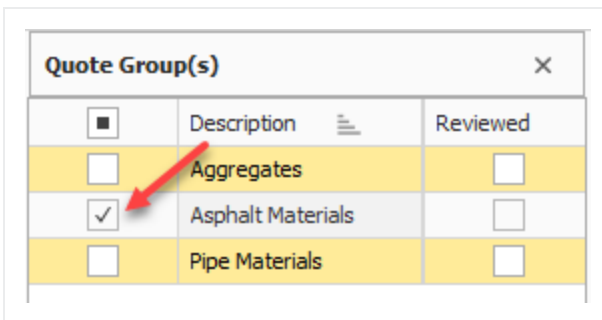 Quote Group(s)
Description Reviewed
Aggregates
Asphalt Materials
Pipe Materials